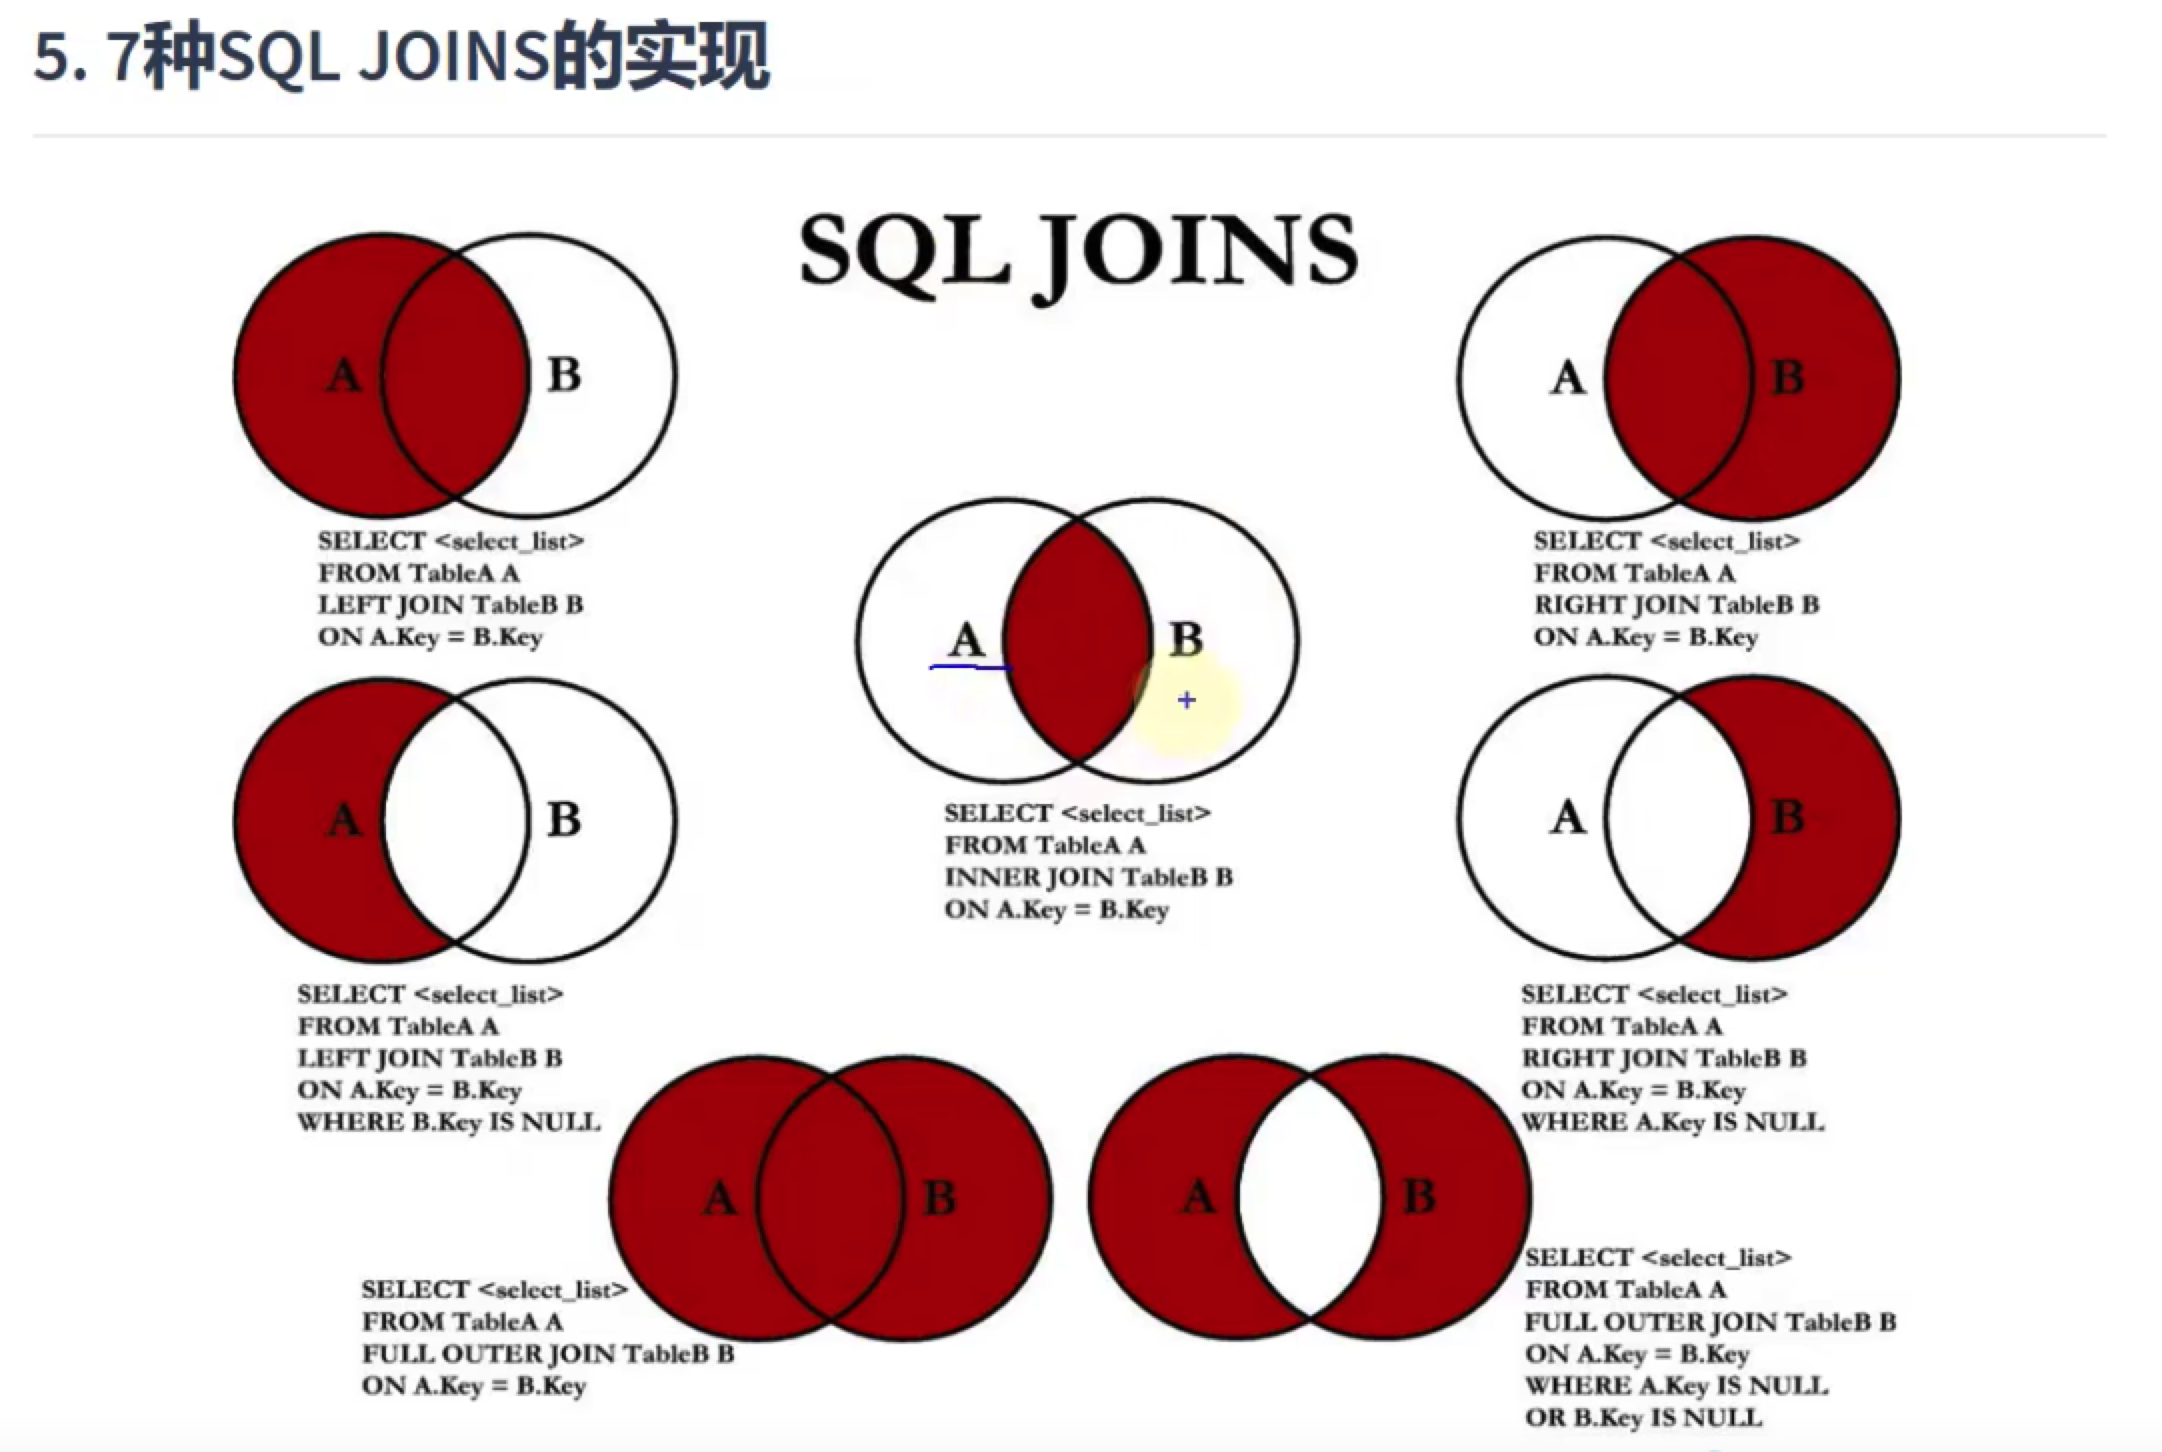 5. 7种SQL JOINS的实现
SQL JOINS
A B
SELECT <select_list>
FROM TableA A
LEFT JOIN TableB B
ON A.Key = B.Key
A B
SELECT <select_list>
FROM TableA A
RIGHT JOIN TableB B
ON A.Key = B.Key
A B
SELECT <select_list>
FROM TableA A
INNER JOIN TableB B
ON A.Key = B.Key
A B
SELECT <select_list>
FROM TableA A
LEFT JOIN TableB B
ON A.Key = B.Key
WHERE B.Key IS NULL
A B
SELECT <select_list>
FROM TableA A
RIGHT JOIN TableB B
ON A.Key = B.Key
WHERE A.Key IS NULL
A B
SELECT <select_list>
FROM TableA A
FULL OUTER JOIN TableB B
ON A.Key = B.Key
A B
SELECT <select_list>
FROM TableA A
FULL OUTER JOIN TableB B
ON A.Key = B.Key
WHERE A.Key IS NULL
OR B.Key IS NULL